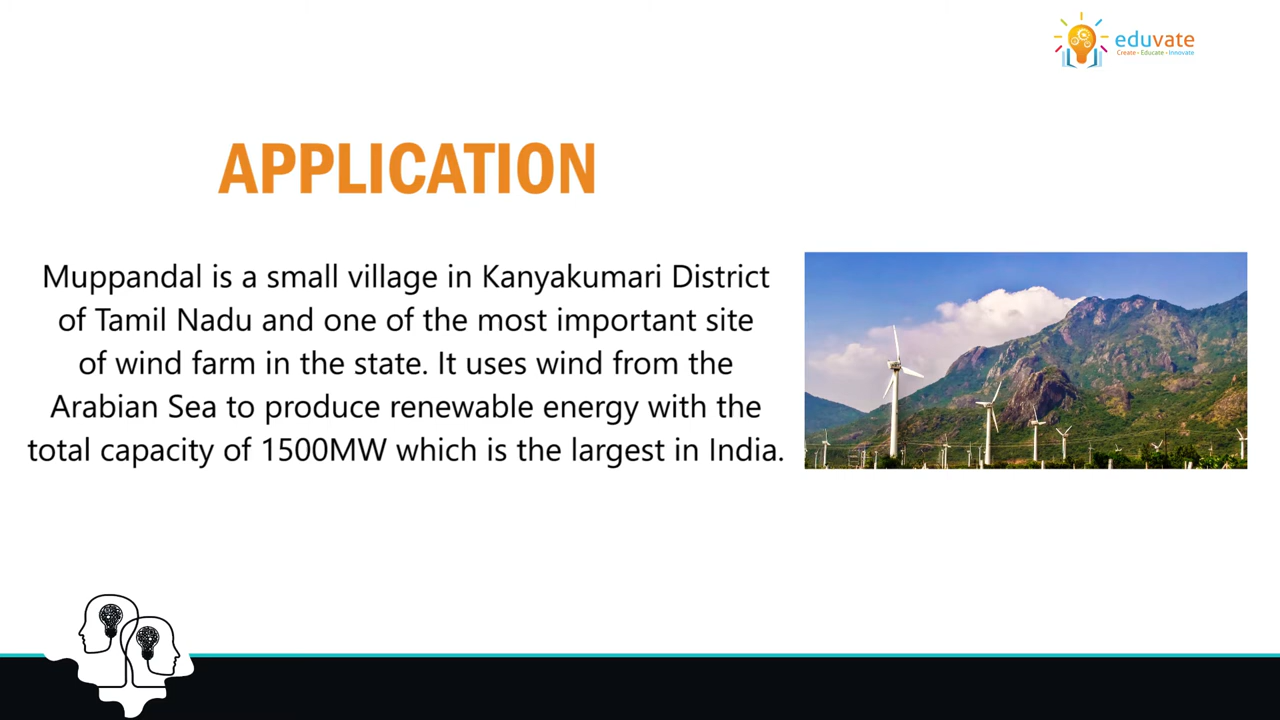 eduvate
Create • Educate • Innovate
APPLICATION
Muppandal is a small village in Kanyakumari District
of Tamil Nadu and one of the most important site
of wind farm in the state. It uses wind from the
Arabian Sea to produce renewable energy with the
total capacity of 1500MW which is the largest in India.